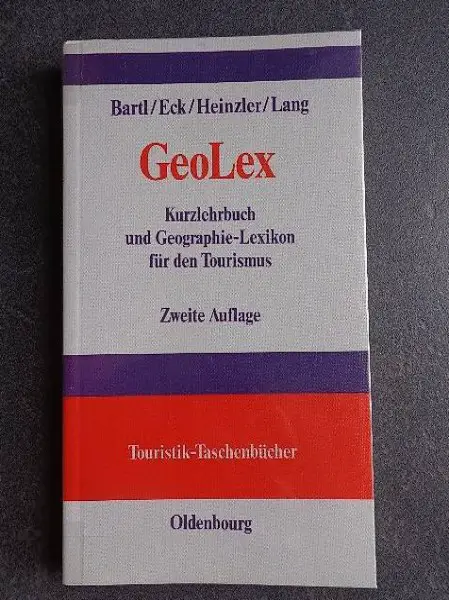 Bartl/Eck/Heinzler/Lang
GeoLex
Kurzlehrbuch
und Geographie-Lexikon
für den Tourismus
Zweite Auflage
Touristik-Taschenbücher
Oldenbourg